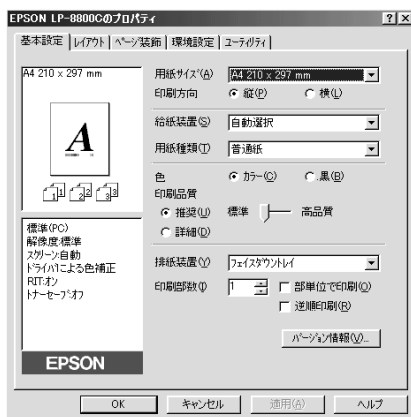 EPSON LP-8800Cのプロパティ
基本設定 レイアウト ページ装飾 環境設定 ユーティリティ
A4 210 x 297 mm
A
1 1 2 2 3 3
標準(PC)
解像度:標準
スクリーン:自動
ドライバによる色補正
RIT:オン
トナーセーブ:オフ
EPSON
用紙サイズ(A) A4 210 x 297 mm
印刷方向 縦(P) 横(L)
給紙装置(S) 自動選択
用紙種類(T) 普通紙
色 カラー(C) 黒(B)
印刷品質
推奨(U) 標準 高品質
詳細(D)
排紙装置(Y) フェイスダウントレイ
印刷部数(I) 1 部単位で印刷(O)
逆順印刷(R)
バージョン情報(V)...
OK キャンセル 適用(A) ヘルプ